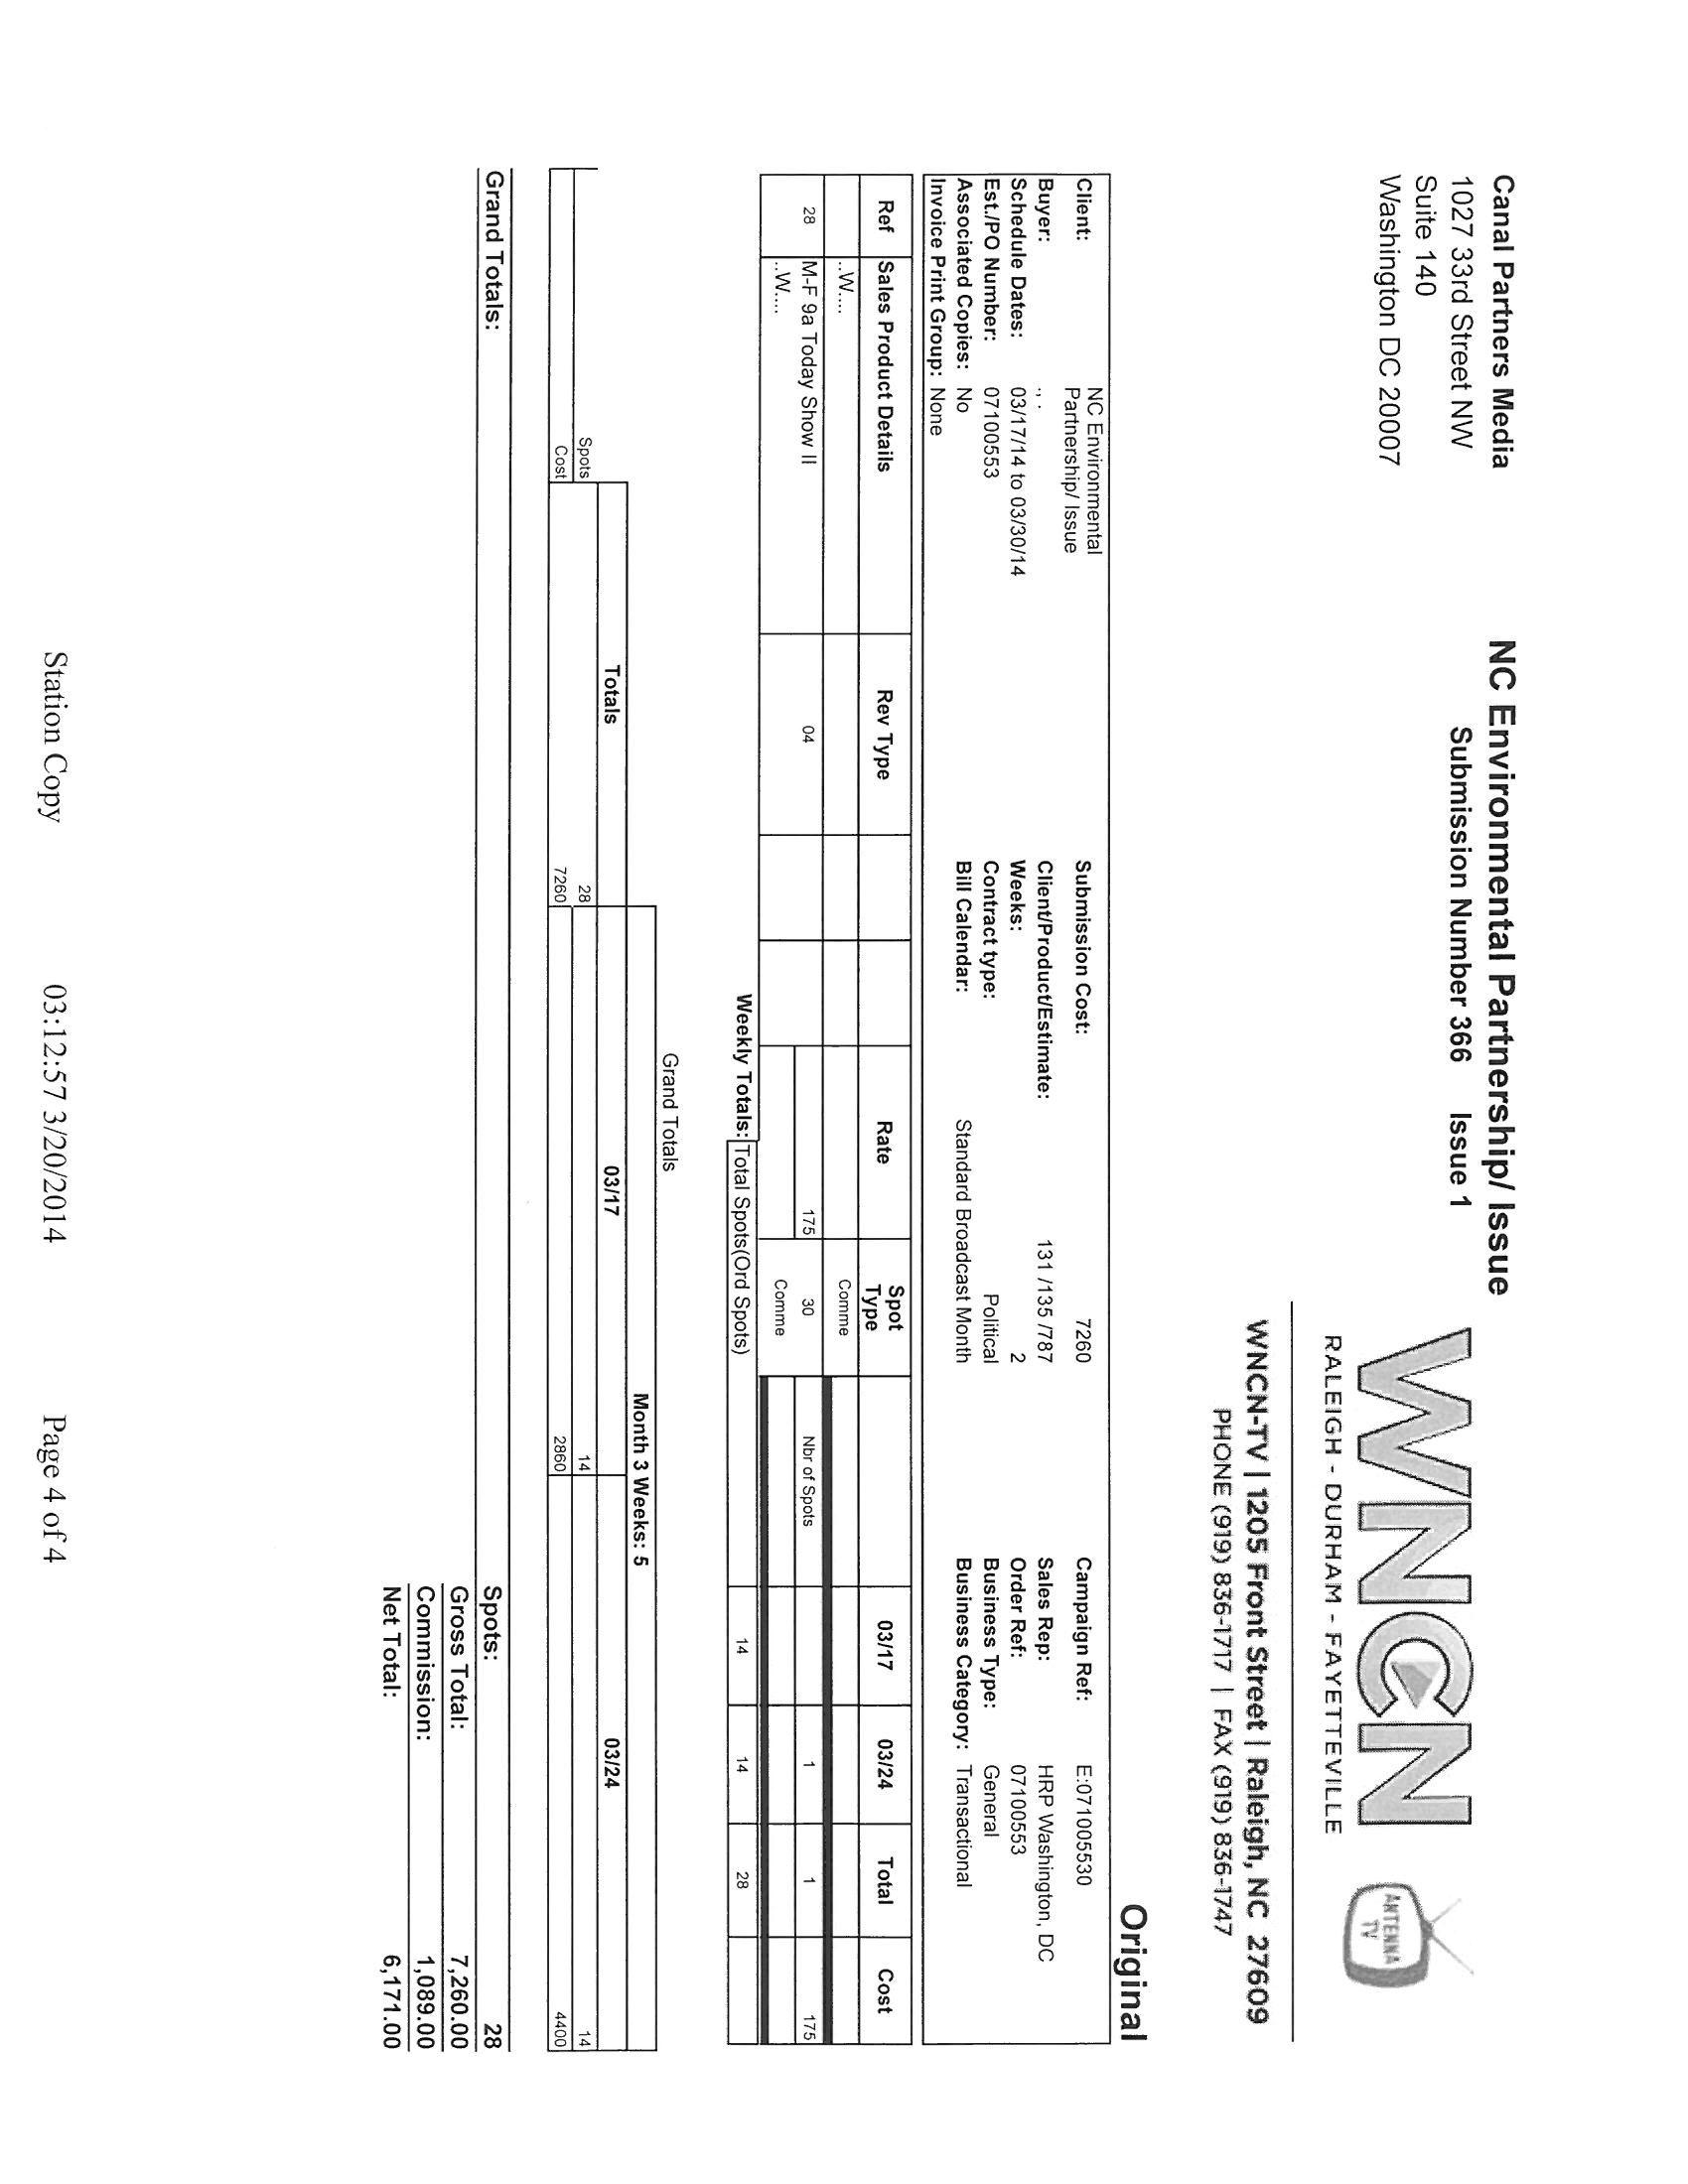 Canal Partners Media
1027 33rd Street NW
Suite 140
Washington DC 20007
NC Environmental Partnership/ Issue
Submission Number 366 Issue 1
WNCN
RALEIGH - DURHAM - FAYETTEVILLE
ANTENNA
TV
WNCN-TV | 1205 Front Street | Raleigh, NC 27609
PHONE (919) 836-1717 | FAX (919) 836-1747
Original
Client: NC Environmental Partnership/ Issue Submission Cost: 7260 Campaign Ref: E:071005530
Buyer: , . Client/Product/Estimate: 131 /135 /787 Sales Rep: HRP Washington, DC
Schedule Dates: 03/17/14 to 03/30/14 Weeks: 2 Order Ref: 07100553
Est./PO Number: 07100553 Contract type: Political Business Type: General
Associated Copies: No Bill Calendar: Standard Broadcast Month Business Category: Transactional
Invoice Print Group: None
Ref Sales Product Details Rev Type Rate Spot Type 03/17 03/24 Total Cost
..W.... Comme
28 M-F 9a Today Show II 04 175 30 Nbr of Spots 1 1 175
..W.... Comme
Weekly Totals: Total Spots(Ord Spots) 14 14 28
Grand Totals
Month 3 Weeks: 5
Totals 03/17 03/24
Spots 28 14 14
Cost 7260 2860 4400
Grand Totals: Spots: 28
Gross Total: 7,260.00
Commission: 1,089.00
Net Total: 6,171.00
Station Copy 03:12:57 3/20/2014 Page 4 of 4